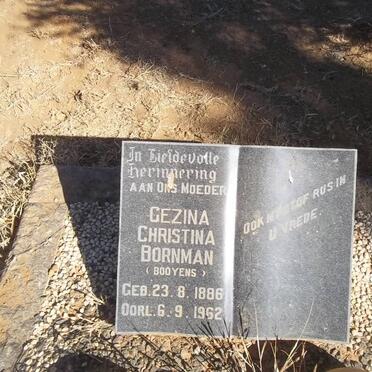 In Liefdevolle
Herinnering
AAN ONS MOEDER
GEZINA
CHRISTINA
BORNMAN
( BOOYENS )
GEB. 23. 8. 1886
OORL. 6. 9. 1962
OOK MY STOF RUS IN
U VREDE.